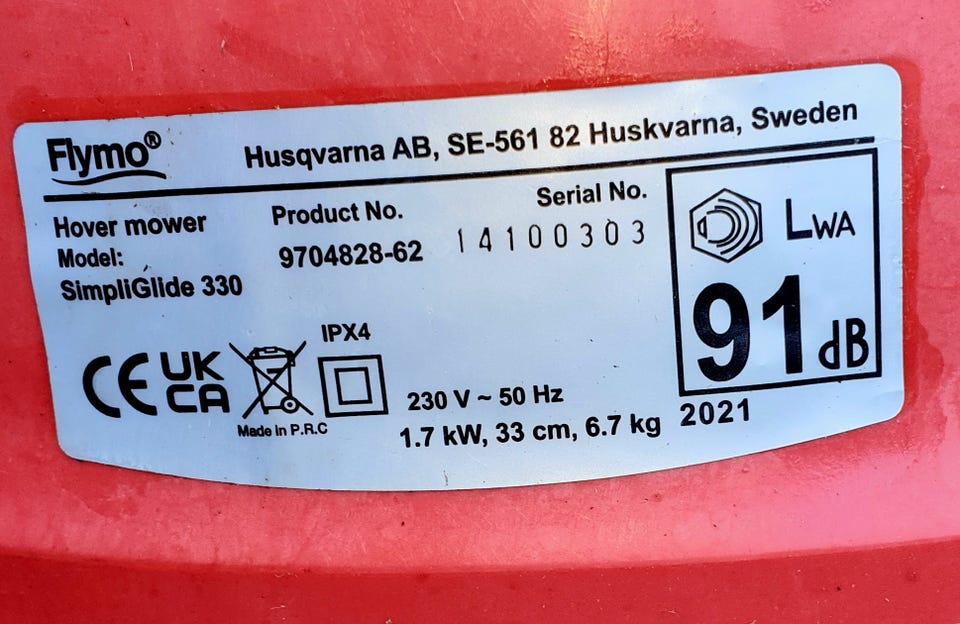 Flymo®
Husqvarna AB, SE-561 82 Huskvarna, Sweden
Hover mower
Model:
SimpliGlide 330
Product No.
9704828-62
Serial No.
14100303
LWA
91 dB
CE UK
CA
IPX4
Made in P.R.C
230 V ~ 50 Hz
1.7 kW, 33 cm, 6.7 kg
2021